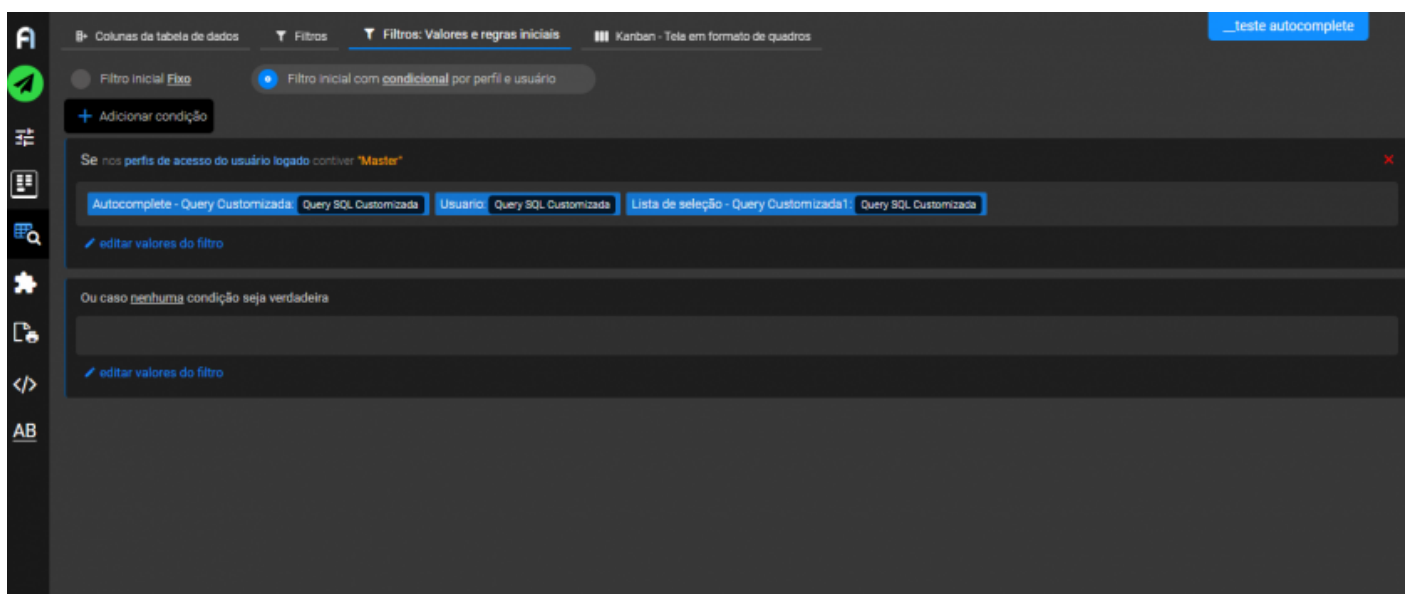 Colunas da tabela de dados
Filtros
Filtros: Valores e regras iniciais
Kanban - Tela em formato de quadros
__teste autocomplete
Filtro inicial Fixo
Filtro inicial com condicional por perfil e usuário
+ Adicionar condição
Se nos perfis de acesso do usuário logado contiver "Master"
Autocomplete - Query Customizada: Query SQL Customizada
Usuario: Query SQL Customizada
Lista de seleção - Query Customizada1: Query SQL Customizada
editar valores do filtro
Ou caso nenhuma condição seja verdadeira
editar valores do filtro
AB